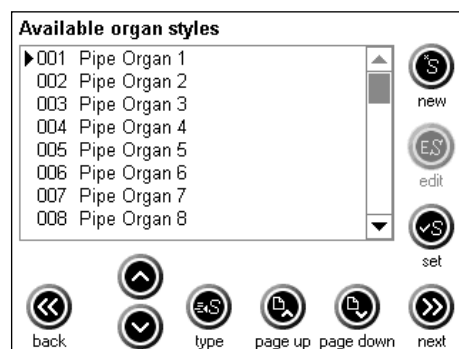 Available organ styles
001 Pipe Organ 1
002 Pipe Organ 2
003 Pipe Organ 3
004 Pipe Organ 4
005 Pipe Organ 5
006 Pipe Organ 6
007 Pipe Organ 7
008 Pipe Organ 8
new
edit
set
back
type
page up
page down
next